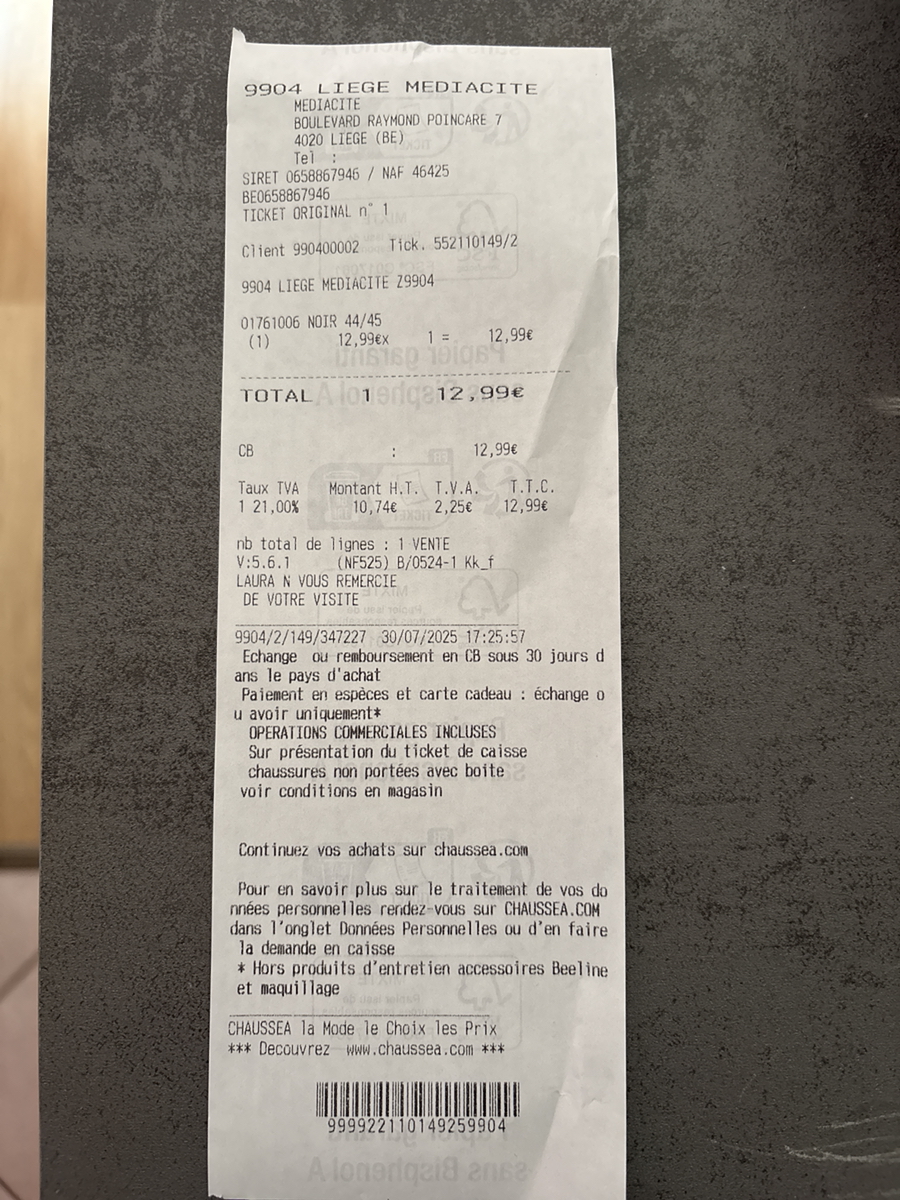 9904 LIEGE MEDIACITE
MEDIACITE
BOULEVARD RAYMOND POINCARE 7
4020 LIEGE (BE)
Tel :
SIRET 0658867946 / NAF 46425
BE0658867946
TICKET ORIGINAL n° 1
Client 990400002 Tick. 552110149/2
9904 LIEGE MEDIACITE Z9904
01761006 NOIR 44/45
(1) 12,99€x 1 = 12,99€
TOTAL 1 12,99€
CB : 12,99€
Taux TVA Montant H.T. T.V.A. T.T.C.
1 21,00% 10,74€ 2,25€ 12,99€
nb total de lignes : 1 VENTE
V:5.6.1 (NF525) B/0524-1 Kk_f
LAURA N VOUS REMERCIE
DE VOTRE VISITE
9904/2/149/347227 30/07/2025 17:25:57
Echange ou remboursement en CB sous 30 jours d
ans le pays d'achat
Paiement en espèces et carte cadeau : échange o
u avoir uniquement*
OPERATIONS COMMERCIALES INCLUSES
Sur présentation du ticket de caisse
chaussures non portées avec boite
voir conditions en magasin
Continuez vos achats sur chaussea.com
Pour en savoir plus sur le traitement de vos do
nnées personnelles rendez-vous sur CHAUSSEA.COM
dans l'onglet Données Personnelles ou d'en faire
la demande en caisse
* Hors produits d'entretien accessoires Beeline
et maquillage
CHAUSSEA la Mode le Choix les Prix
*** Decouvrez www.chaussea.com ***
999922110149259904
Papier garanti
sans Bisphenol A